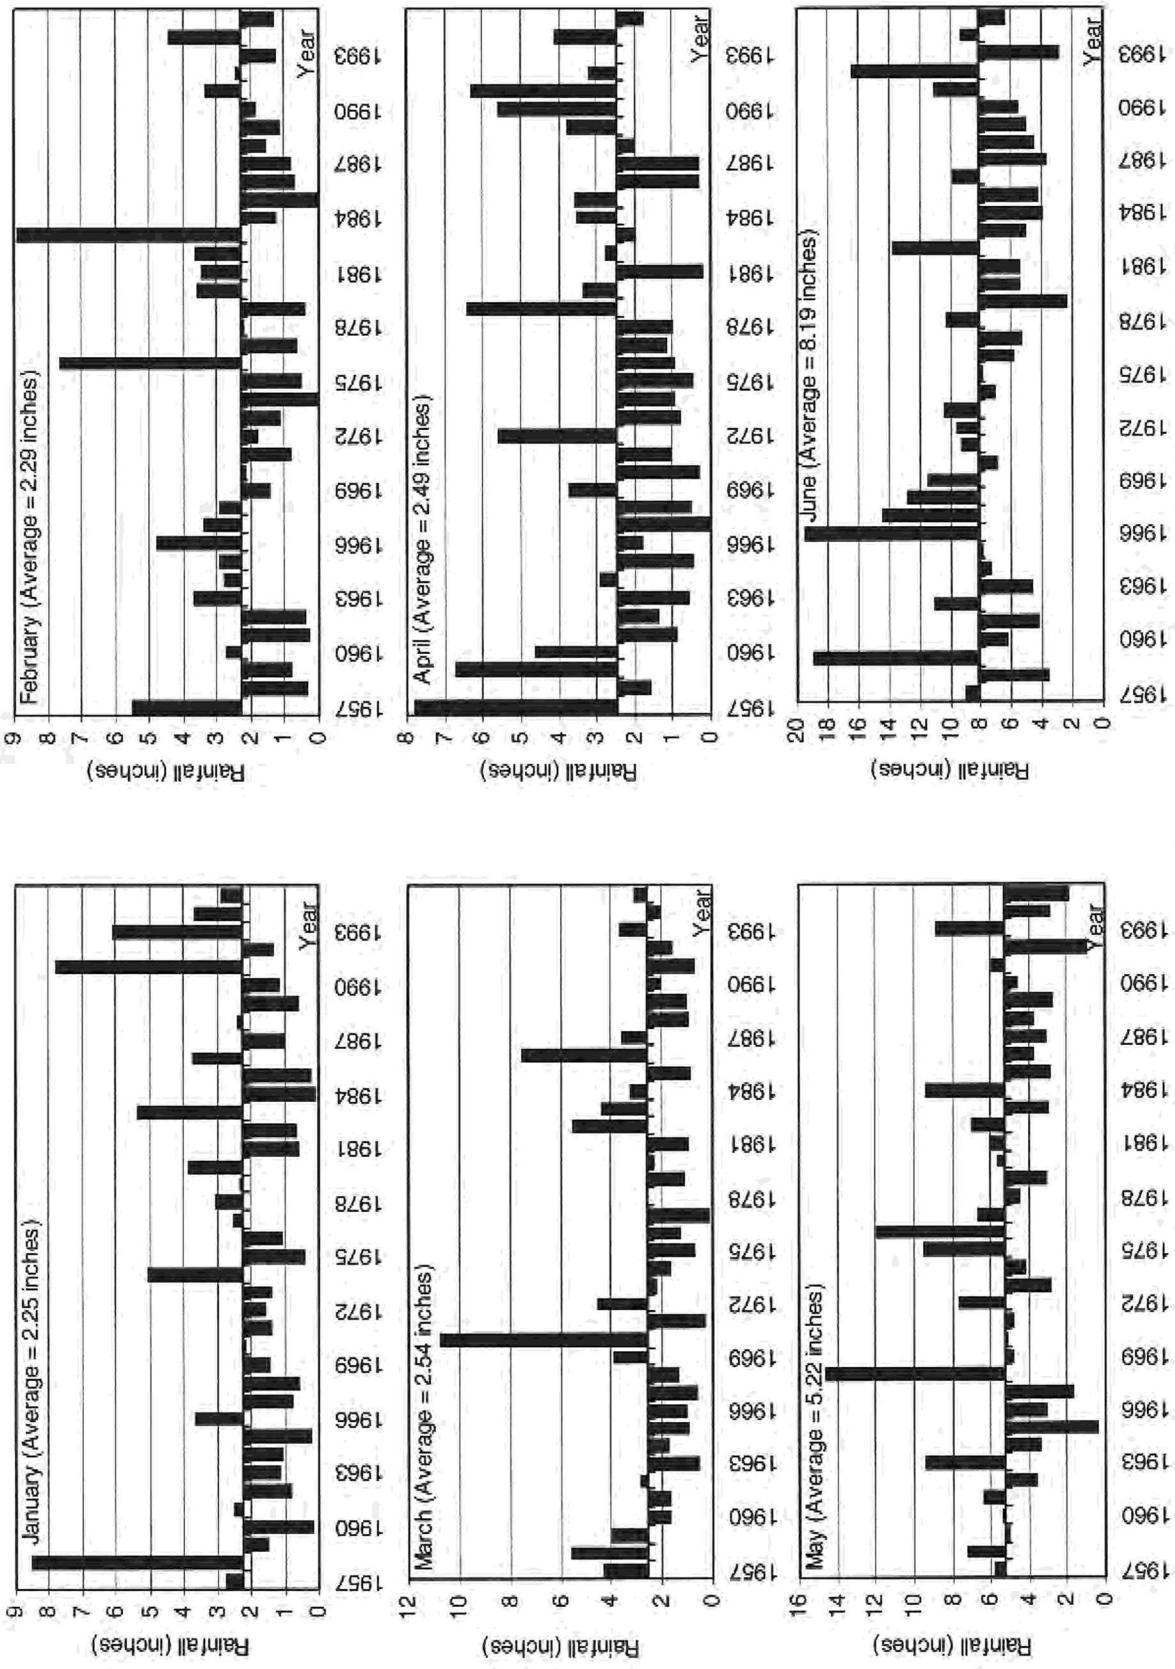 January (Average = 2.25 inches)
Rainfall (inches)
9
8
7
6
5
4
3
2
1
0
Year
1957 1960 1963 1966 1969 1972 1975 1978 1981 1984 1987 1990 1993
February (Average = 2.29 inches)
Rainfall (inches)
9
8
7
6
5
4
3
2
1
0
Year
1957 1960 1963 1966 1969 1972 1975 1978 1981 1984 1987 1990 1993
March (Average = 2.54 inches)
Rainfall (inches)
12
10
8
6
4
2
0
Year
1957 1960 1963 1966 1969 1972 1975 1978 1981 1984 1987 1990 1993
April (Average = 2.49 inches)
Rainfall (inches)
8
7
6
5
4
3
2
1
0
Year
1957 1960 1963 1966 1969 1972 1975 1978 1981 1984 1987 1990 1993
May (Average = 5.22 inches)
Rainfall (inches)
16
14
12
10
8
6
4
2
0
Year
1957 1960 1963 1966 1969 1972 1975 1978 1981 1984 1987 1990 1993
June (Average = 8.19 inches)
Rainfall (inches)
20
18
16
14
12
10
8
6
4
2
0
Year
1957 1960 1963 1966 1969 1972 1975 1978 1981 1984 1987 1990 1993